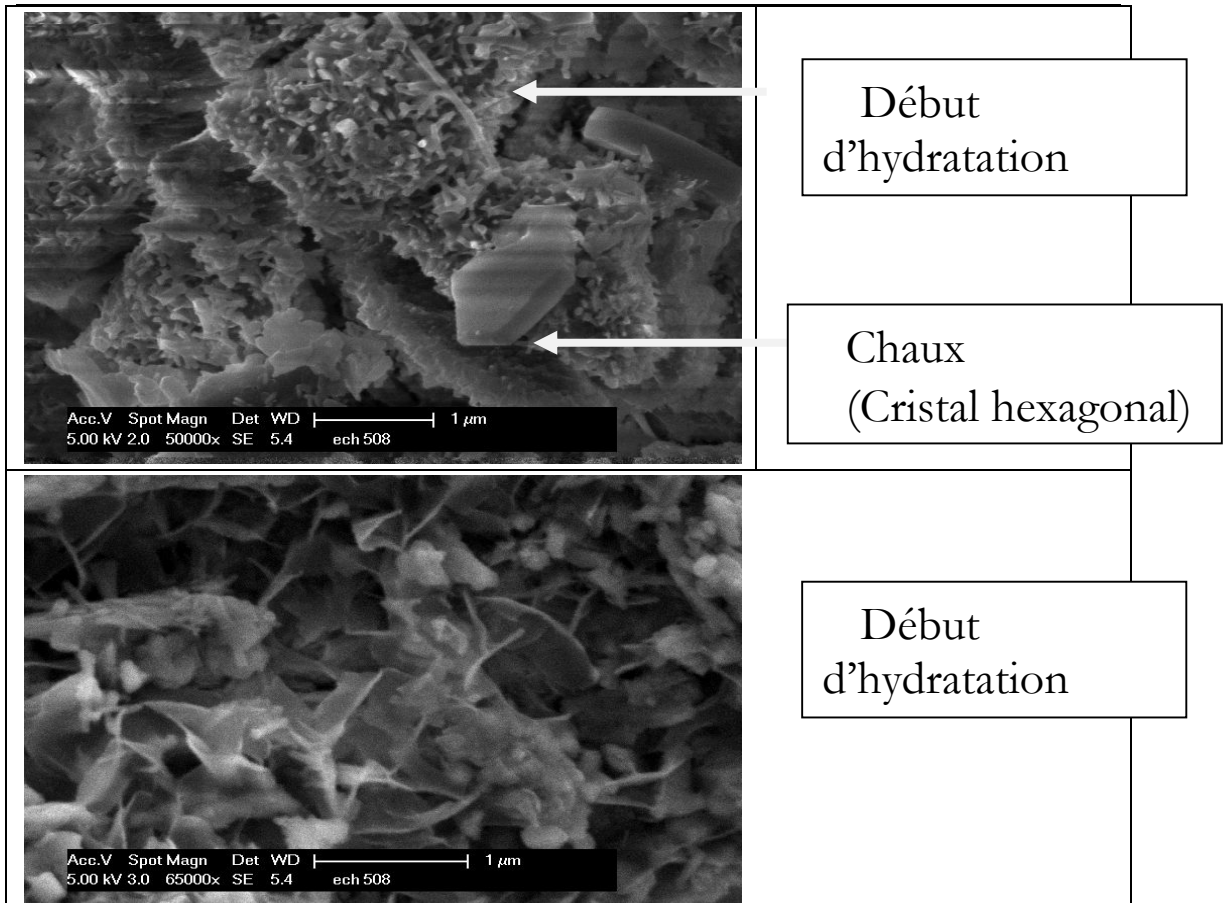 Début
d'hydratation
Chaux
(Cristal hexagonal)
Acc.V Spot Magn Det WD 1 µm
5.00 kV 2.0 50000x SE 5.4 ech 508
Début
d'hydratation
Acc.V Spot Magn Det WD 1 µm
5.00 kV 3.0 65000x SE 5.4 ech 508